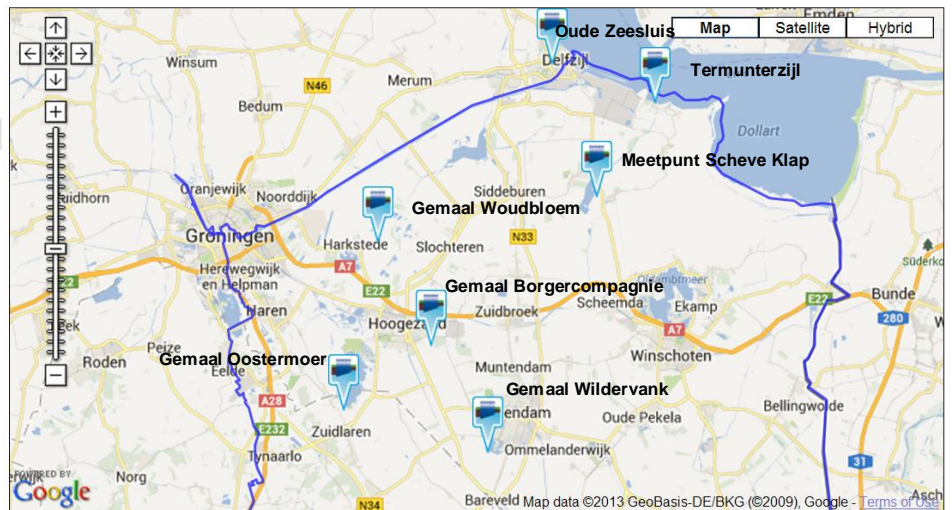 Emden
Oude Zeesluis
Map
Satellite
Hybrid
Winsum
Delfzijl
Termunterzijl
N46
Merum
Bedum
Dollart
Meetpunt Scheve Klap
Oranjewijk
Noorddijk
Siddeburen
Gemaal Woudbloem
Groningen
Harkstede
Slochteren
N33
A7
Herewegwijk
en Helpman
E22
Gemaal Borgercompagnie
Scheemda
Ekamp
E22
Bunde
Haren
Hoogezand
Zuidbroek
280
A7
Peize
Roden
Eelde
Gemaal Oostermoer
Winschoten
Muntendam
Gemaal Wildervank
A28
Bellingwolde
Oude Pekela
E232
Zuidlaren
Tynaarlo
Ommelanderwijk
31
Norg
POWERED BY
Google
N34
Bareveld
Map data ©2013 GeoBasis-DE/BKG (©2009), Google - Terms of Use